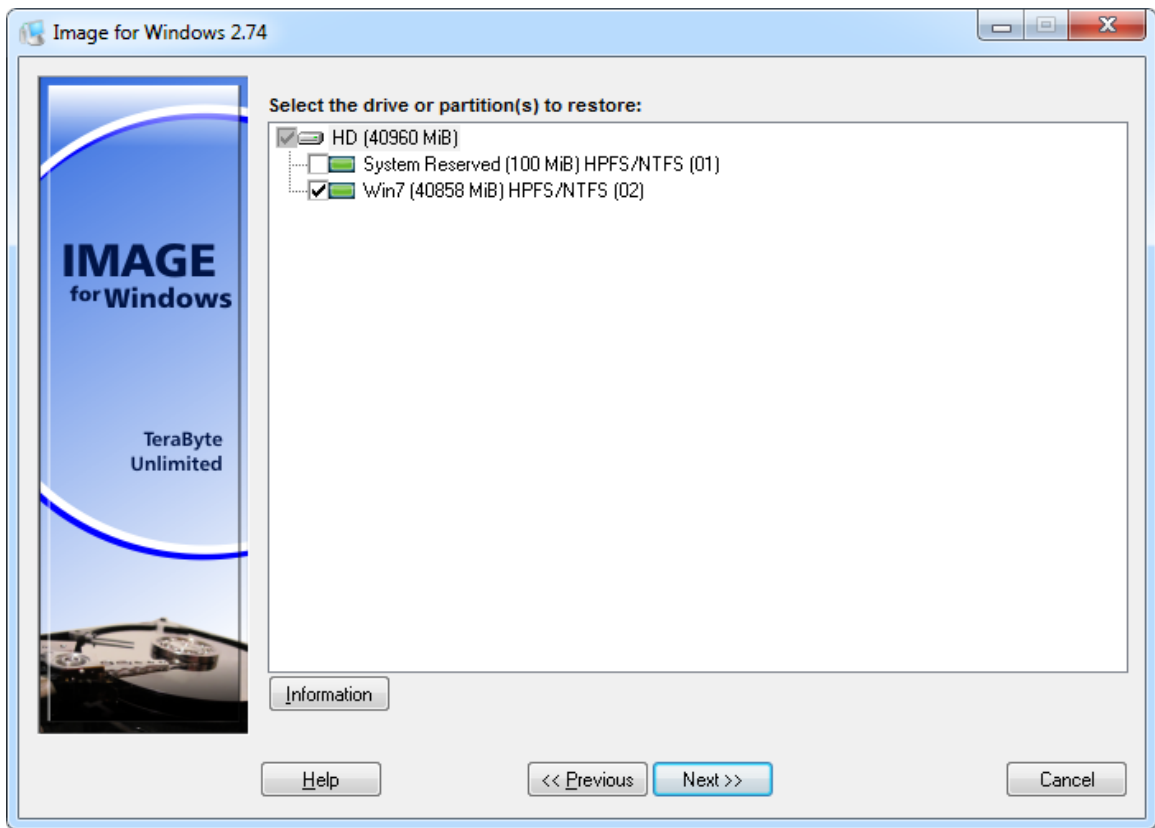 Image for Windows 2.74
Select the drive or partition(s) to restore:
HD (40960 MiB)
System Reserved (100 MiB) HPFS/NTFS (01)
Win7 (40858 MiB) HPFS/NTFS (02)
IMAGE
for Windows
TeraByte
Unlimited
Information
Help
<< Previous
Next >>
Cancel